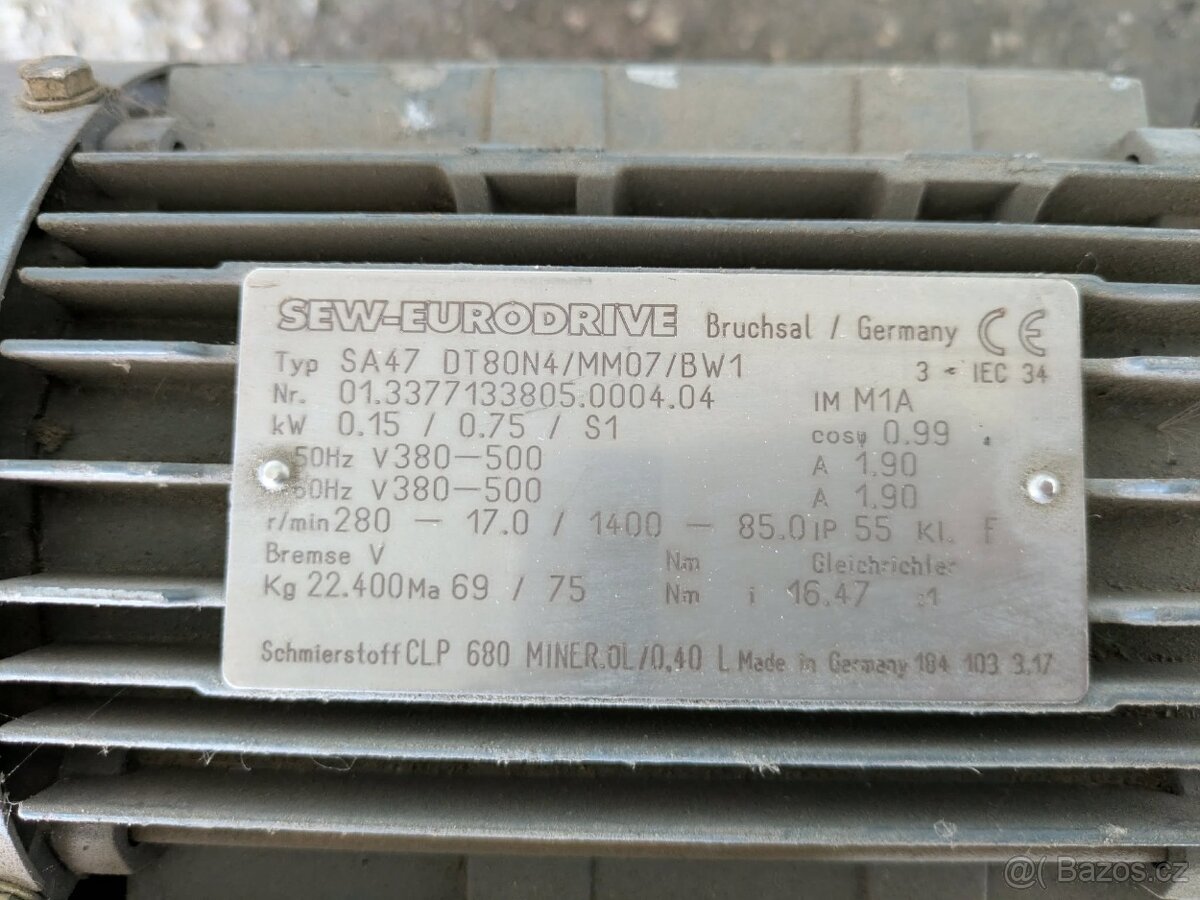 SEW-EURODRIVE Bruchsal / Germany CE
Typ SA47 DT80N4/MM07/BW1 3 ~ IEC 34
Nr. 01.3377133805.0004.04 IM M1A
kW 0.15 / 0.75 / S1 cosφ 0.99
50Hz V 380-500 A 1.90
60Hz V 380-500 A 1.90
r/min 280 - 17.0 / 1400 - 85.0 IP 55 Kl. F
Bremse V Nm Gleichrichter
Kg 22.400 Ma 69 / 75 Nm i 16.47 :1
Schmierstoff CLP 680 MINER.ÖL/0,40 L Made in Germany 184 103 3.17
Bazos.cz